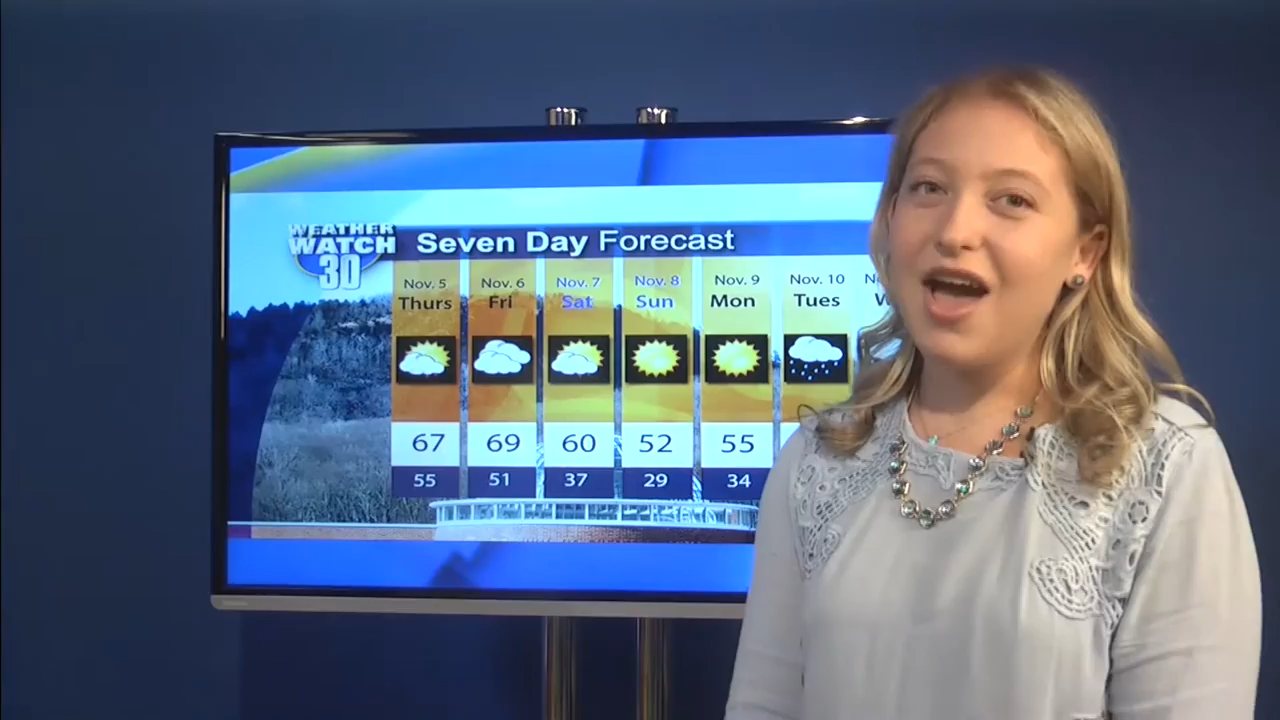 WEATHER
WATCH
30
Seven Day Forecast
Nov. 5 Nov. 6 Nov. 7 Nov. 8 Nov. 9 Nov. 10
Thurs Fri Sat Sun Mon Tues
67 69 60 52 55
55 51 37 29 34